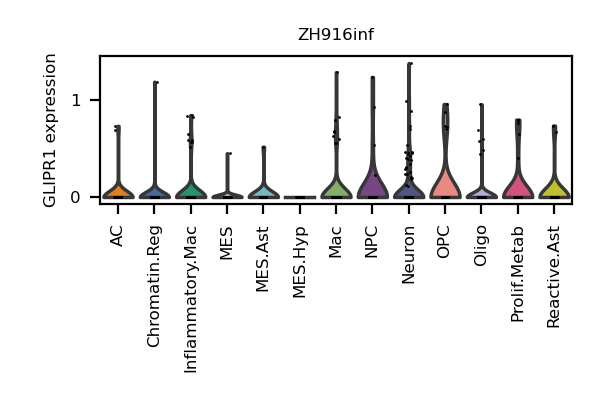 ZH916inf
GLIPR1 expression
1
0
AC
Chromatin.Reg
Inflammatory.Mac
MES
MES.Ast
MES.Hyp
Mac
NPC
Neuron
OPC
Oligo
Prolif.Metab
Reactive.Ast